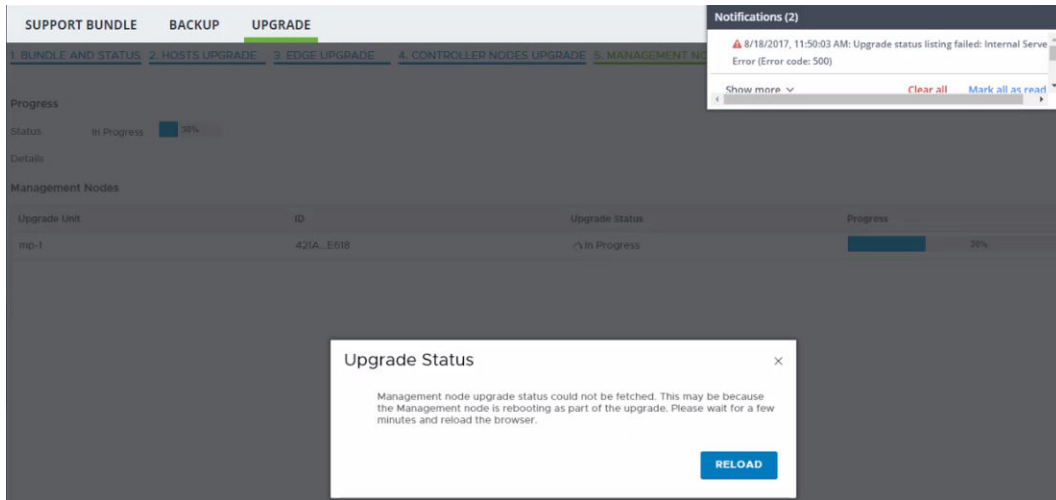 SUPPORT BUNDLE BACKUP UPGRADE
Notifications (2)
8/18/2017, 11:50:03 AM: Upgrade status listing failed: Internal Serve
Error (Error code: 500)
Show more Clear all Mark all as read
1. BUNDLE AND STATUS 2. HOSTS UPGRADE 3. EDGE UPGRADE 4. CONTROLLER NODES UPGRADE 5. MANAGEMENT NO
Progress
Status In Progress 38%
Details
Management Nodes
Upgrade Unit ID Upgrade Status Progress
mp-1 421A...E618 In Progress
Upgrade Status
Management node upgrade status could not be fetched. This may be because
the Management node is rebooting as part of the upgrade. Please wait for a few
minutes and reload the browser.
RELOAD